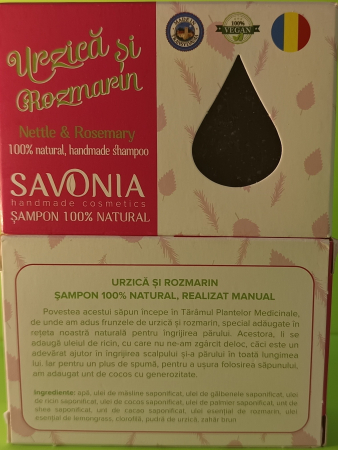 Urzică și
Rozmarin
Nettle & Rosemary
100% natural, handmade shampoo
SAVONIA
handmade cosmetics
ȘAMPON 100% NATURAL
100%
VEGAN
URZICĂ ȘI ROZMARIN
ȘAMPON 100% NATURAL, REALIZAT MANUAL
Povestea acestui săpun începe în Tărâmul Plantelor Medicinale,
de unde am adus frunzele de urzică și rozmarin, special adăugate în
rețeta noastră naturală pentru îngrijirea părului. Acestora, li se
adaugă uleiul de ricin, cu care nu ne-am zgârcit deloc, căci este un
adevărat ajutor în îngrijirea scalpului și-a părului în toată lungimea
lui. Iar pentru un plus de spumă, pentru a ușura folosirea săpunului,
am adăugat unt de cocos cu generozitate.
Ingrediente: apă, ulei de măsline saponificat, ulei de gălbenele saponificat, ulei
de ricin saponificat, ulei de cocos saponificat, ulei de palmier saponificat, unt de
shea saponificat, unt de cacao saponificat, ulei esențial de rozmarin, ulei
esențial de lemongrass, clorofilă, pudră de urzică, zahăr brun